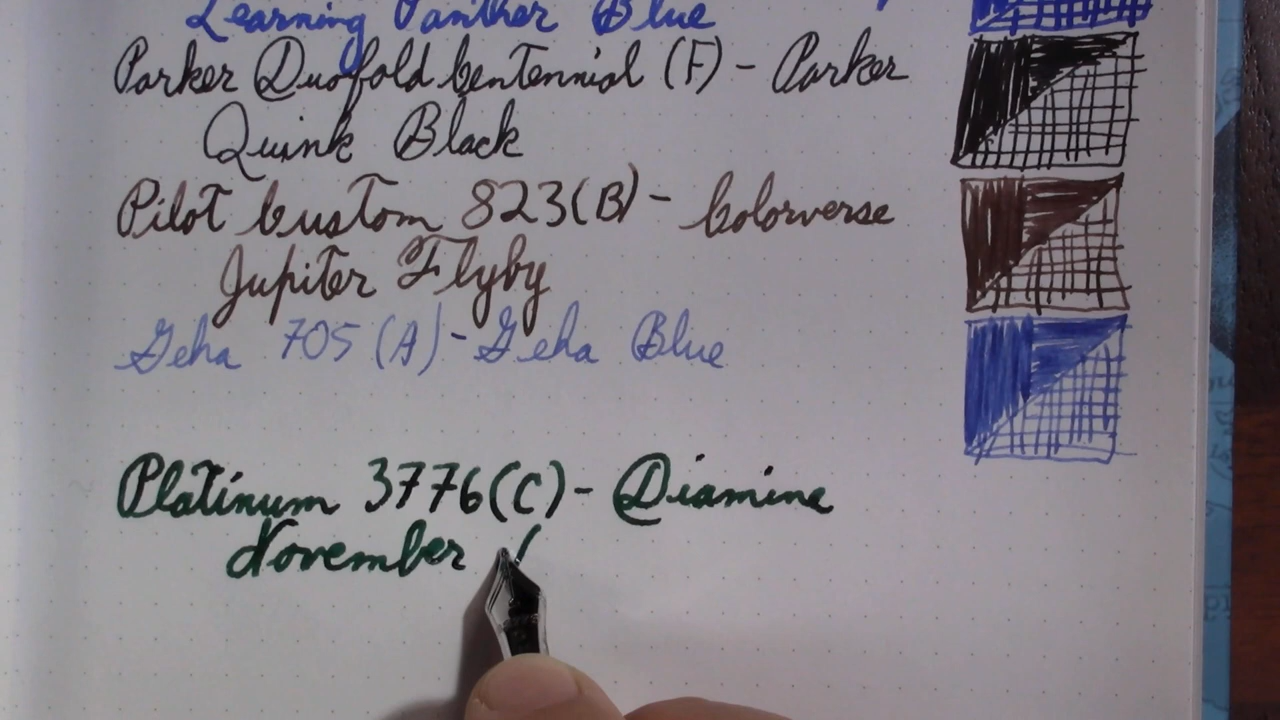 Learning Panther Blue
Parker Duofold Centennial (F) - Parker
Quink Black
Pilot Custom 823(B) - Colorverse
Jupiter Flyby
Geha 705 (A) - Geha Blue
Platinum 3776(C) - Diamine
November